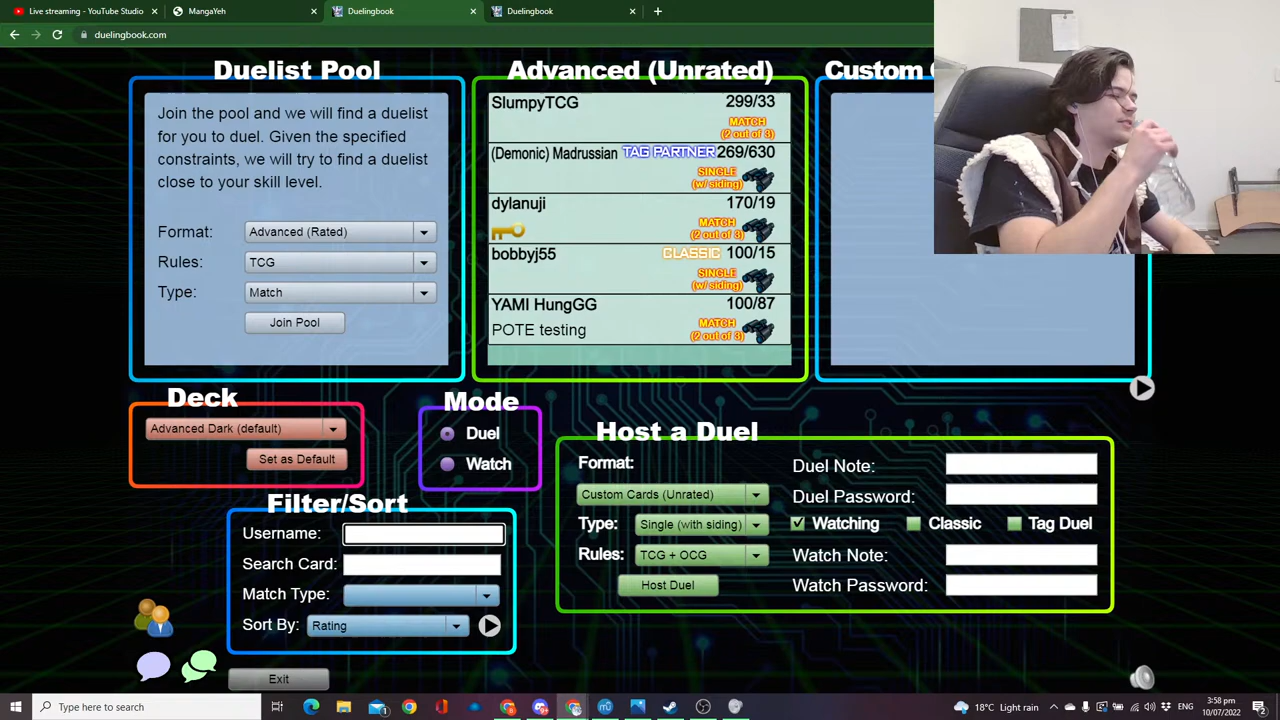 Live streaming - YouTube Studio
MangaYeh
Duelingbook
Duelingbook
duelingbook.com
Duelist Pool
Join the pool and we will find a duelist
for you to duel. Given the specified
constraints, we will try to find a duelist
close to your skill level.
Format: Advanced (Rated)
Rules: TCG
Type: Match
Join Pool
Advanced (Unrated)
SlumpyTCG 299/33
MATCH
(2 out of 3)
(Demonic) Madrussian TAG PARTNER 269/630
SINGLE
(w/ siding)
dylanuji 170/19
MATCH
(2 out of 3)
bobbyj55 CLASSIC 100/15
SINGLE
(w/ siding)
YAMI HungGG 100/87
POTE testing
MATCH
(2 out of 3)
Custom
Deck
Advanced Dark (default)
Set as Default
Mode
Duel
Watch
Filter/Sort
Username:
Search Card:
Match Type:
Sort By: Rating
Host a Duel
Format:
Custom Cards (Unrated)
Type: Single (with siding)
Rules: TCG + OCG
Host Duel
Duel Note:
Duel Password:
Watching Classic Tag Duel
Watch Note:
Watch Password:
Exit
Type here to search
18°C Light rain
ENG
3:58 pm
10/07/2022